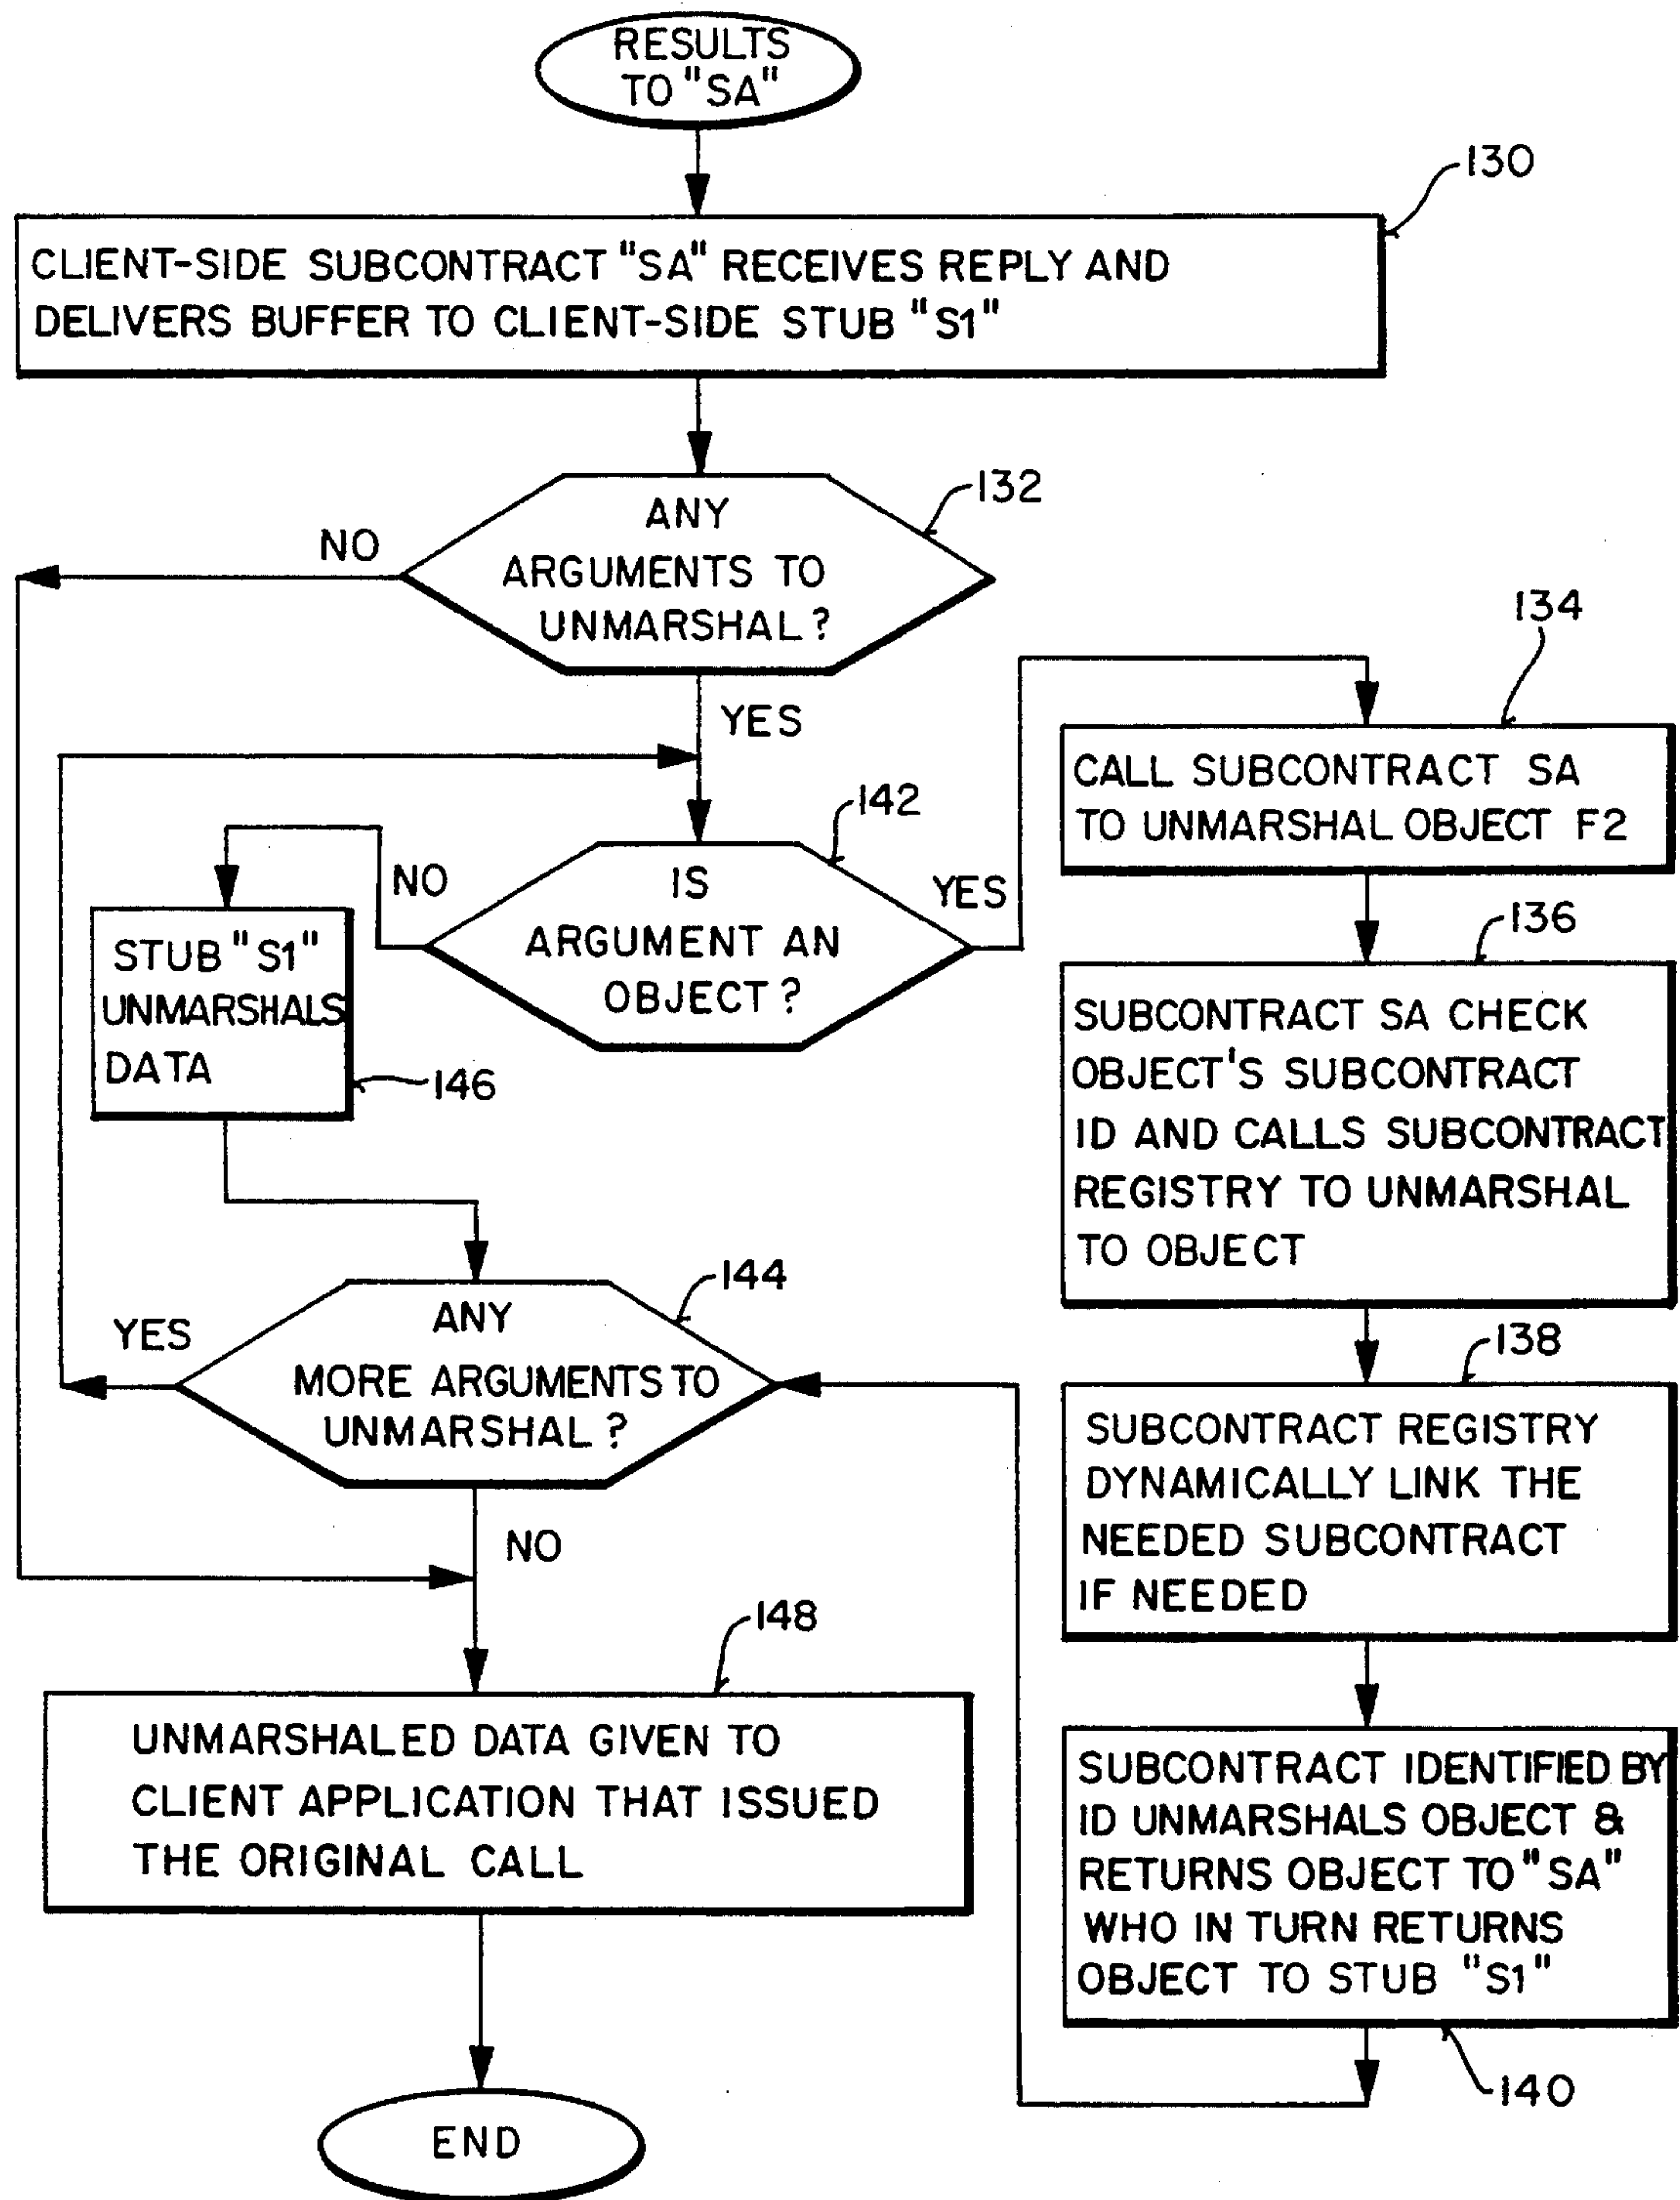 RESULTS
TO "SA"
130
CLIENT-SIDE SUBCONTRACT "SA" RECEIVES REPLY AND
DELIVERS BUFFER TO CLIENT-SIDE STUB "S1"
132
ANY
ARGUMENTS TO
UNMARSHAL?
NO
YES
134
CALL SUBCONTRACT SA
TO UNMARSHAL OBJECT F2
142
IS
ARGUMENT AN
OBJECT?
NO
YES
STUB "S1"
UNMARSHALS
DATA
146
136
SUBCONTRACT SA CHECK
OBJECT'S SUBCONTRACT
ID AND CALLS SUBCONTRACT
REGISTRY TO UNMARSHAL
TO OBJECT
144
ANY
MORE ARGUMENTS TO
UNMARSHAL?
YES
NO
138
SUBCONTRACT REGISTRY
DYNAMICALLY LINK THE
NEEDED SUBCONTRACT
IF NEEDED
148
UNMARSHALED DATA GIVEN TO
CLIENT APPLICATION THAT ISSUED
THE ORIGINAL CALL
SUBCONTRACT IDENTIFIED BY
ID UNMARSHALS OBJECT &
RETURNS OBJECT TO "SA"
WHO IN TURN RETURNS
OBJECT TO STUB "S1"
140
END